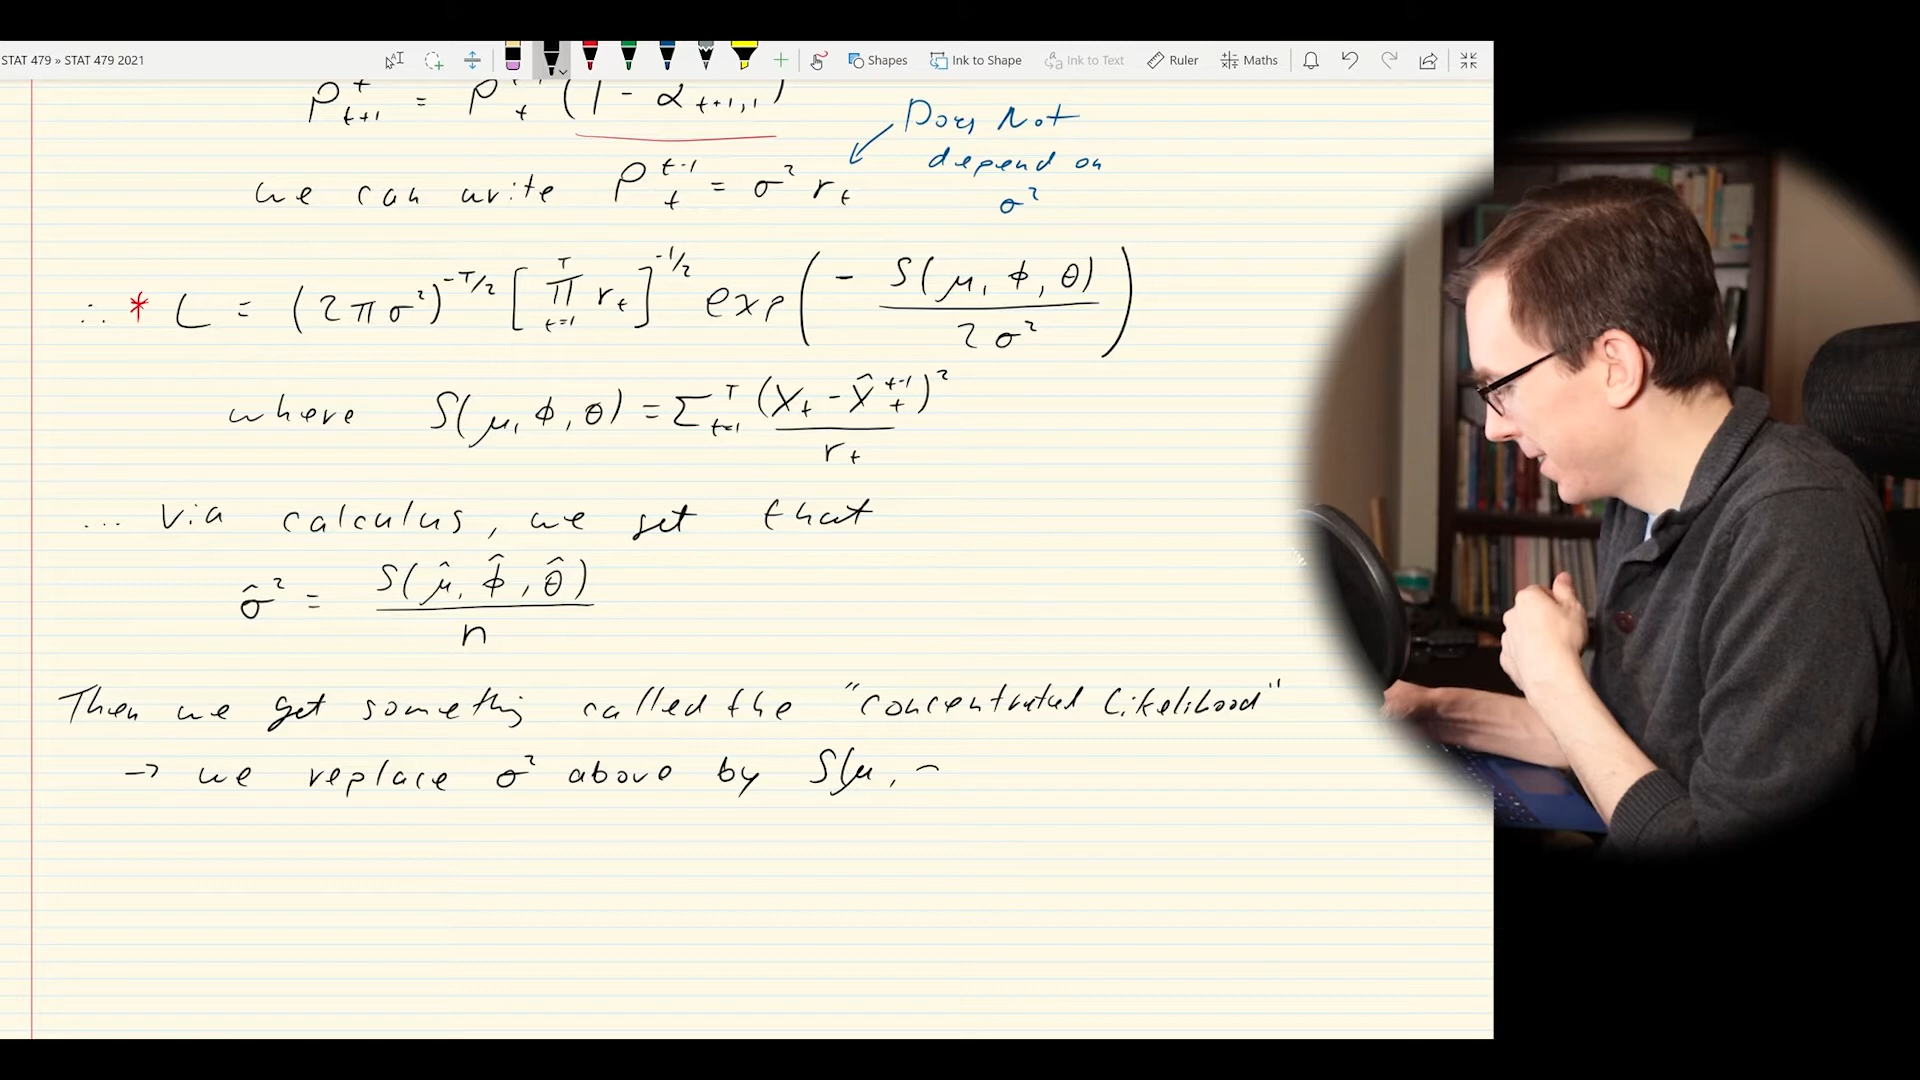 STAT 479 » STAT 479 2021
Shapes Ink to Shape Ink to Text Ruler Maths
P^t_{t+1} = P^{t-1}_t (1 - α_{t+1,1})
Does Not
depend on
σ²
we can write P^{t-1}_t = σ² r_t
∴ * L = (2πσ²)^{-T/2} [∏_{t=1}^T r_t]^{-1/2} exp(- S(μ, φ, θ) / 2σ²)
where S(μ, φ, θ) = Σ_{t=1}^T (X_t - X̂_t^{t-1})² / r_t
... Via calculus, we get that
σ̂² = S(μ̂, φ̂, θ̂) / n
Then we get something called the "concentrated likelihood"
→ we replace σ² above by S(μ,